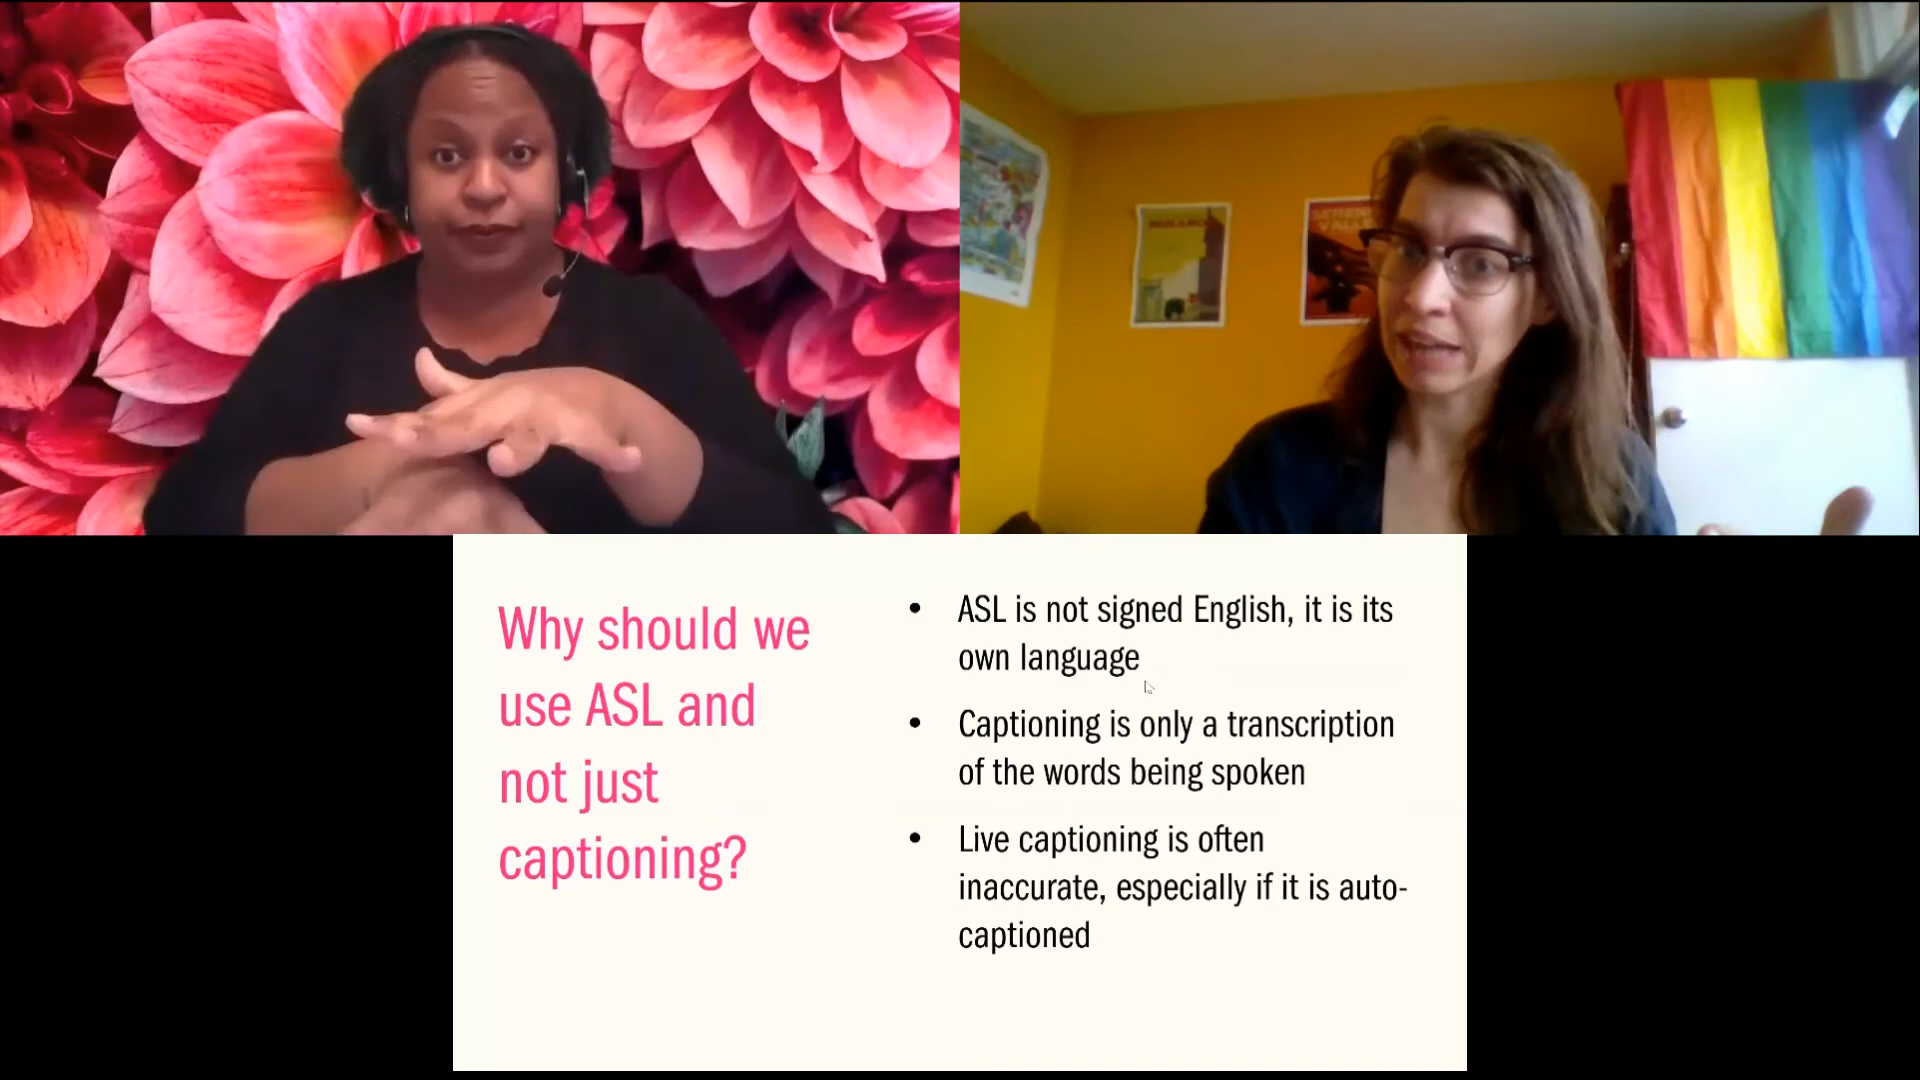 Why should we
use ASL and
not just
captioning?
• ASL is not signed English, it is its
own language
• Captioning is only a transcription
of the words being spoken
• Live captioning is often
inaccurate, especially if it is auto-
captioned